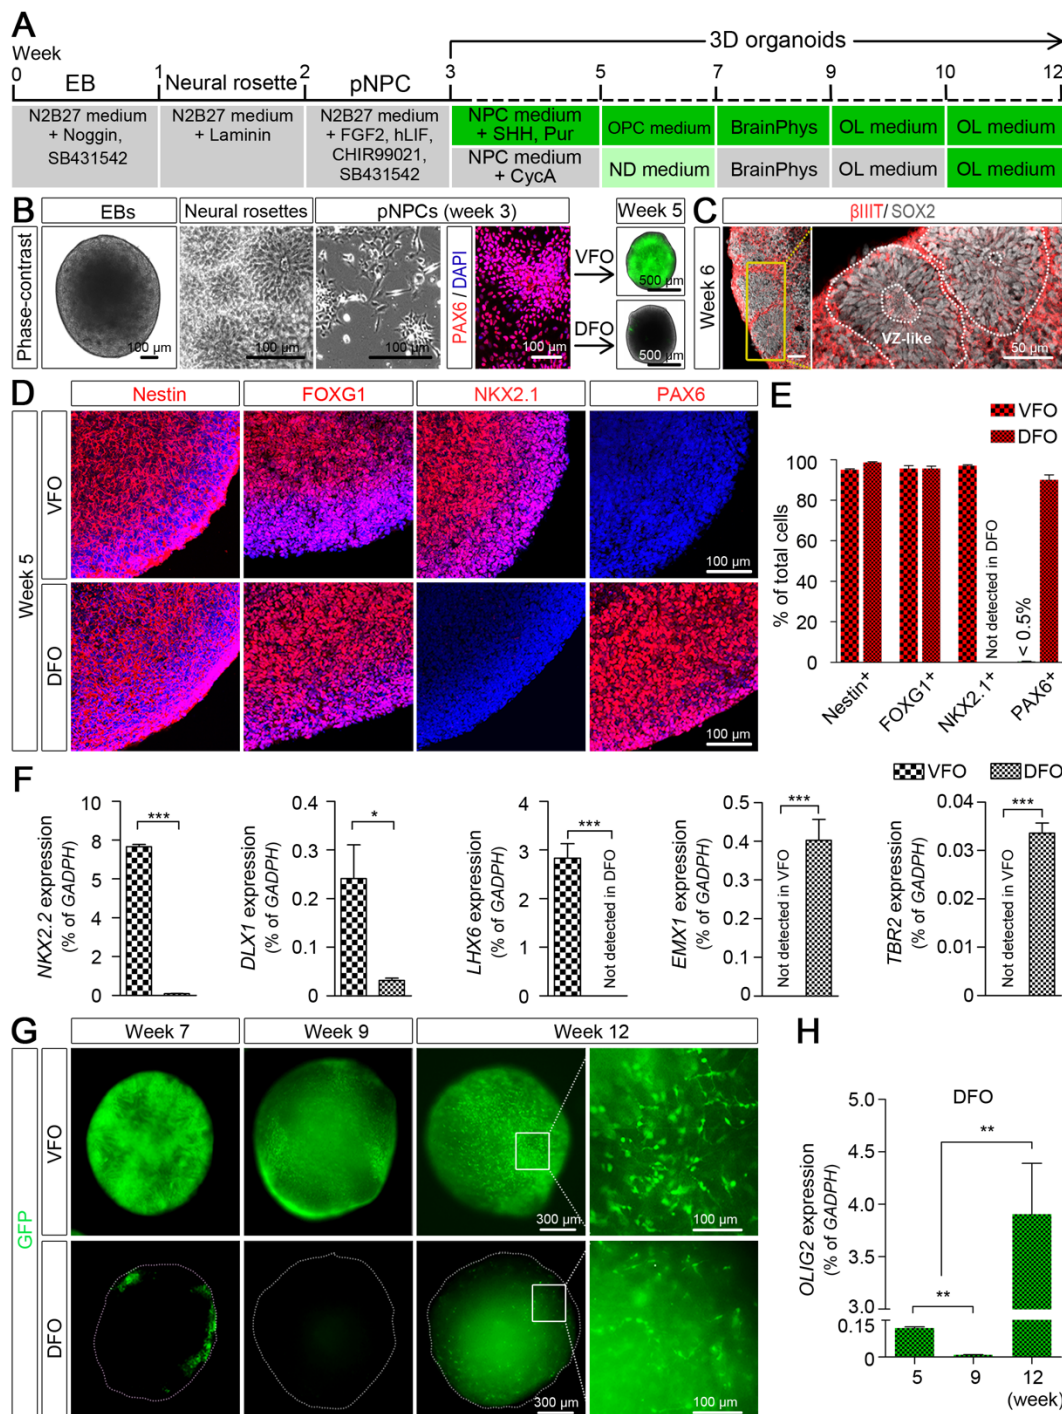 A
Week
3D organoids
0 EB 1 Neural rosette 2 pNPC 3 5 7 9 10 12
N2B27 medium
+ Noggin,
SB431542
N2B27 medium
+ Laminin
N2B27 medium
+ FGF2, hLIF,
CHIR99021,
SB431542
NPC medium
+ SHH, Pur
OPC medium
BrainPhys
OL medium
OL medium
NPC medium
+ CycA
ND medium
BrainPhys
OL medium
OL medium
B
EBs
Neural rosettes
pNPCs (week 3)
Week 5
Phase-contrast
100 µm
100 µm
100 µm
PAX6 / DAPI
100 µm
VFO
DFO
500 µm
500 µm
C
βIIIT/ SOX2
Week 6
VZ-like
50 µm
D
Nestin
FOXG1
NKX2.1
PAX6
Week 5
VFO
DFO
100 µm
100 µm
E
VFO
DFO
% of total cells
100
80
60
40
20
0
Not detected in DFO
< 0.5%
Nestin+
FOXG1+
NKX2.1+
PAX6+
F
VFO
DFO
NKX2.2 expression
(% of GADPH)
10
8
6
4
2
0
***
DLX1 expression
(% of GADPH)
0.4
0.3
0.2
0.1
0
*
LHX6 expression
(% of GADPH)
4
3
2
1
0
***
Not detected in DFO
EMX1 expression
(% of GADPH)
0.5
0.4
0.3
0.2
0.1
0
***
Not detected in VFO
TBR2 expression
(% of GADPH)
0.04
0.03
0.02
0.01
0
***
Not detected in VFO
G
Week 7
Week 9
Week 12
GFP
VFO
DFO
300 µm
100 µm
300 µm
100 µm
H
DFO
OLIG2 expression
(% of GADPH)
5.0
4.5
4.0
3.5
3.0
0.15
0
**
**
5
9
12
(week)